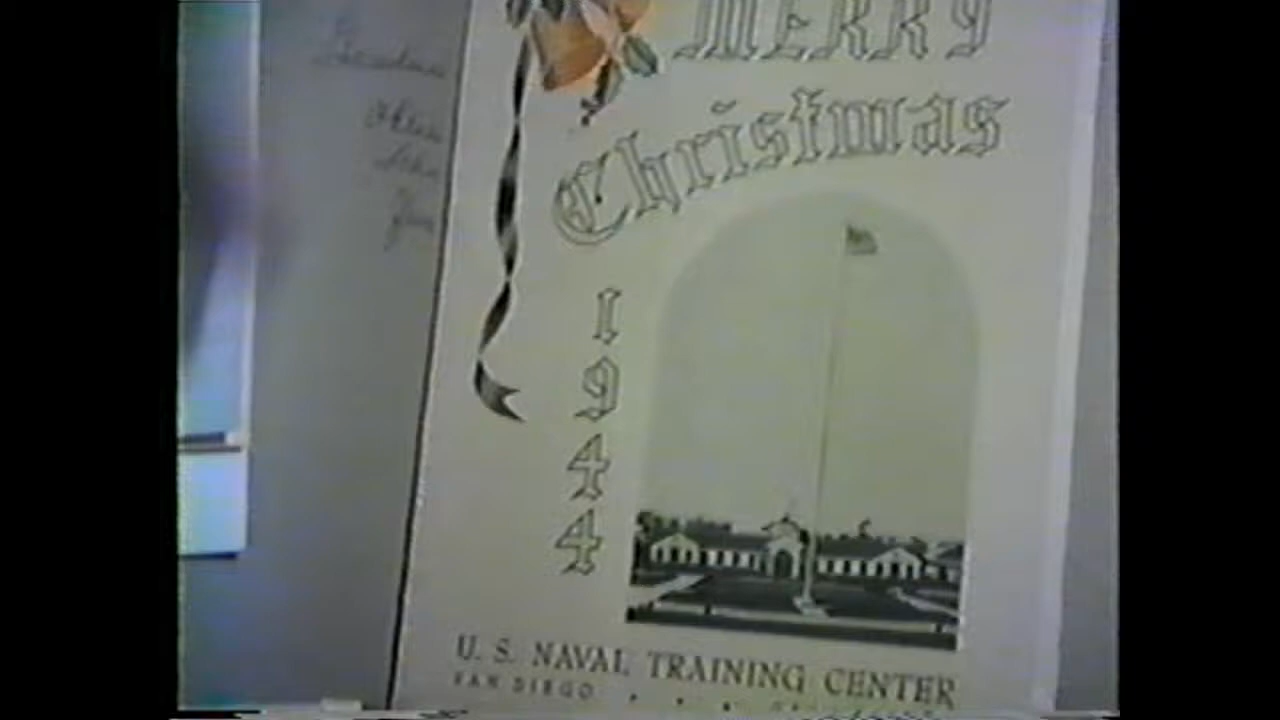 MERRY
Christmas
1
9
4
4
U. S. NAVAL TRAINING CENTER
SAN DIEGO . . .